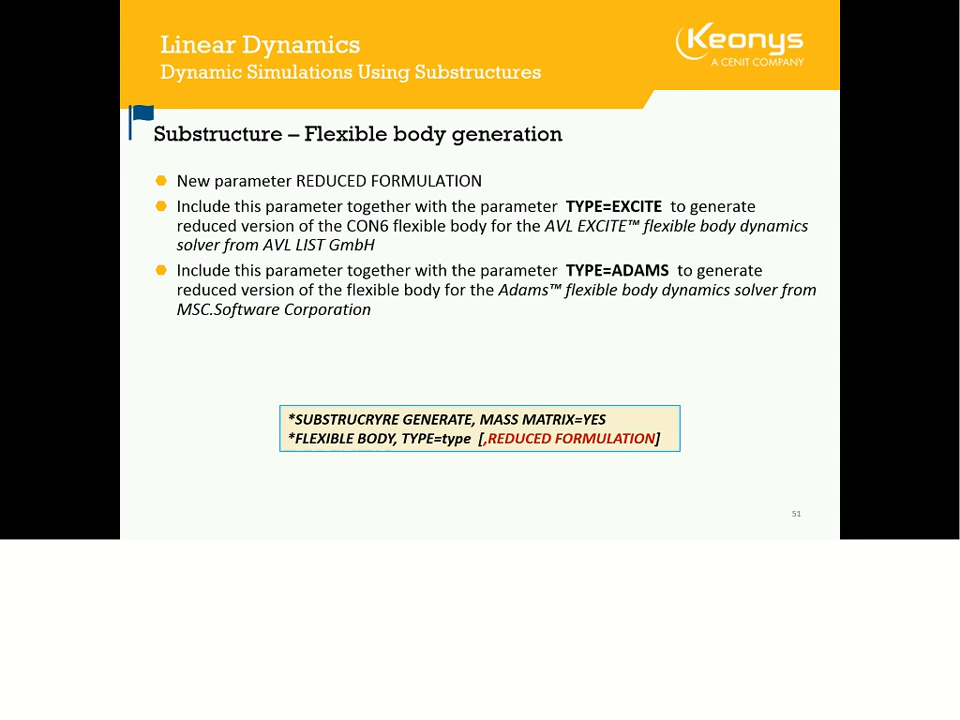 Linear Dynamics
Dynamic Simulations Using Substructures
Keonys
A CENIT COMPANY
Substructure – Flexible body generation
New parameter REDUCED FORMULATION
Include this parameter together with the parameter TYPE=EXCITE to generate
reduced version of the CON6 flexible body for the AVL EXCITE™ flexible body dynamics
solver from AVL LIST GmbH
Include this parameter together with the parameter TYPE=ADAMS to generate
reduced version of the flexible body for the Adams™ flexible body dynamics solver from
MSC.Software Corporation
*SUBSTRUCRYRE GENERATE, MASS MATRIX=YES
*FLEXIBLE BODY, TYPE=type [,REDUCED FORMULATION]
51